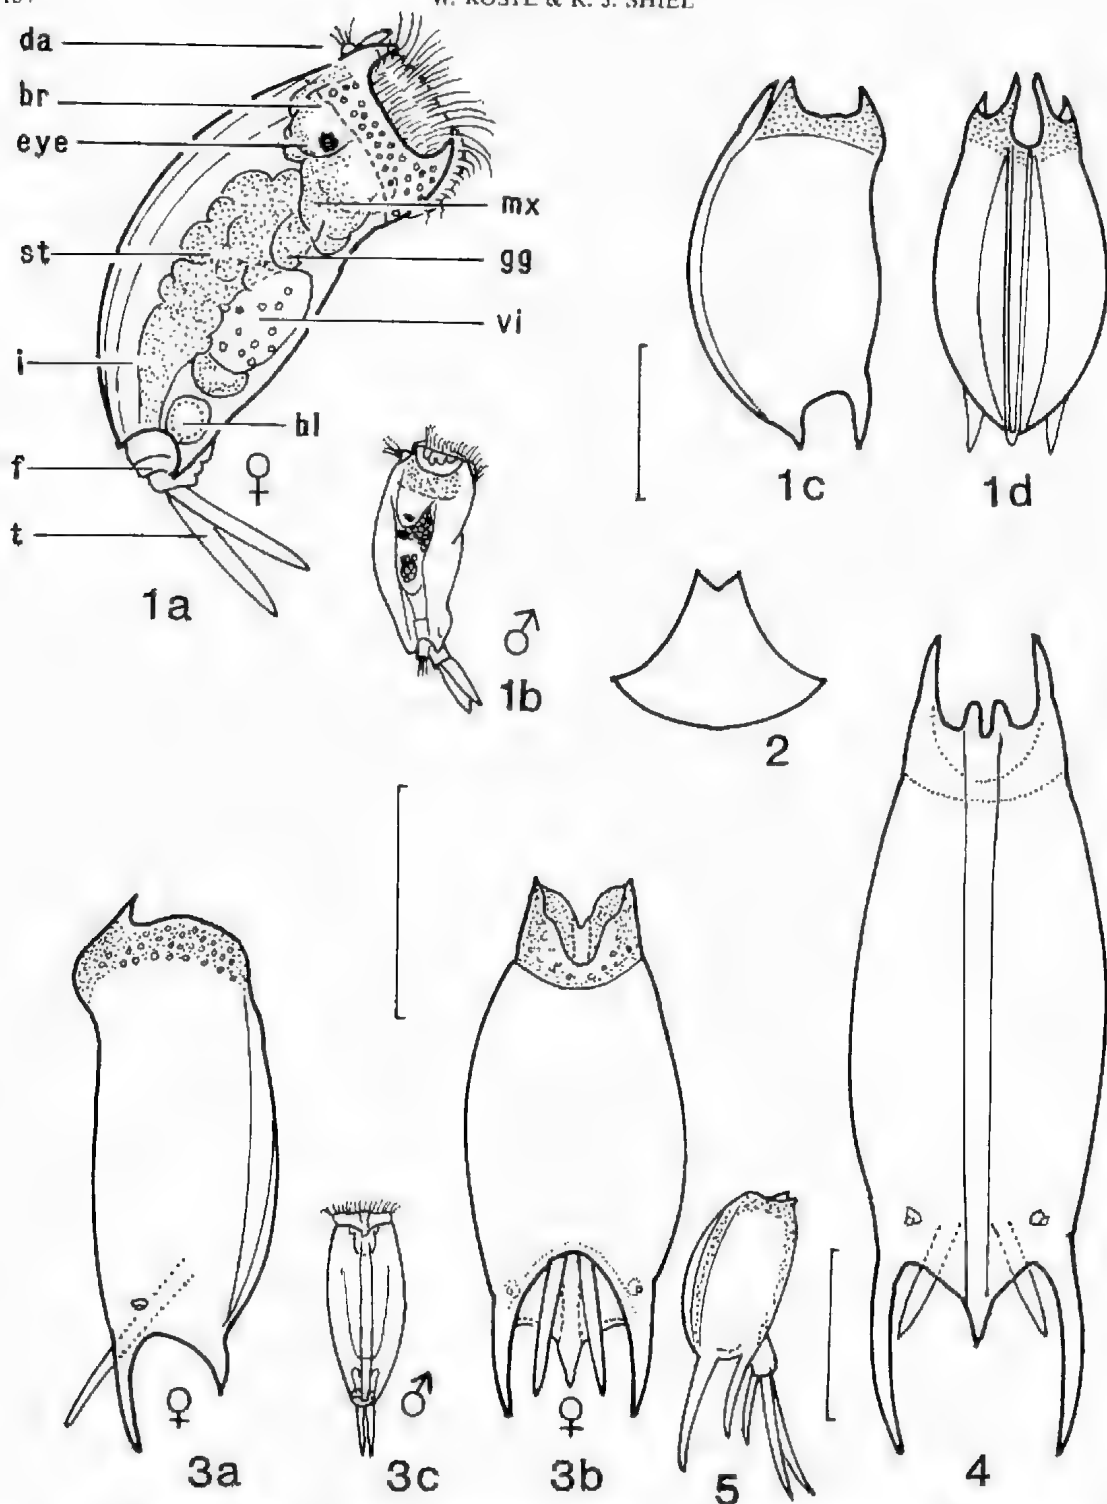 W. KOSTE & R. J. SHIEL
da
br
eye
mx
st
gg
vi
i
bl
f
♀
t
1a
♂
1b
1c
1d
2
♀
3a
♂
3c
♀
3b
5
4